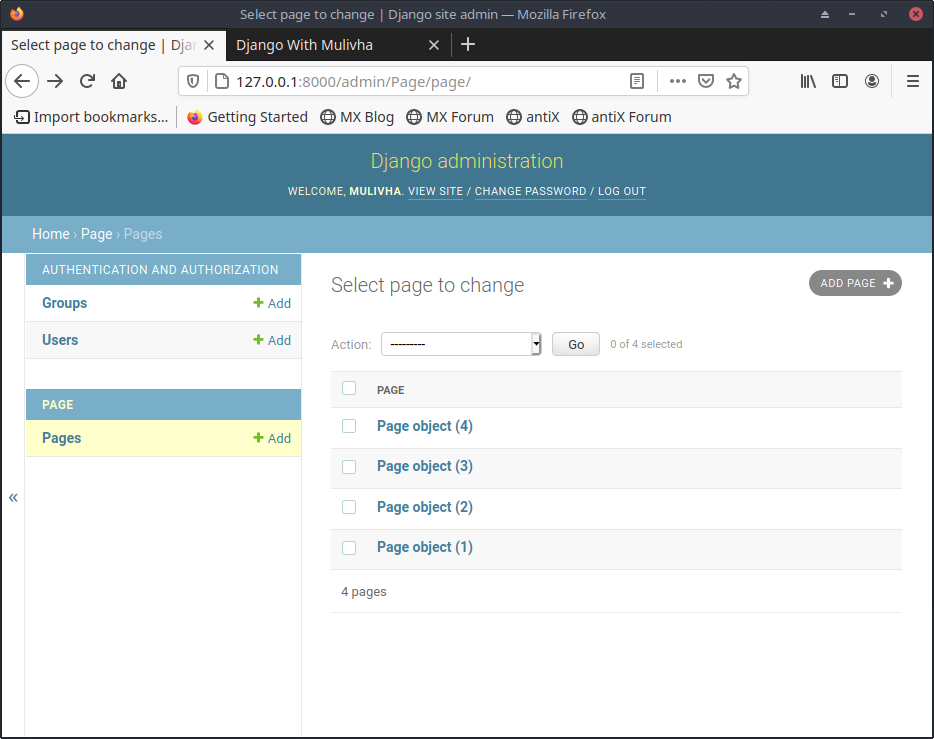 Select page to change | Django site admin — Mozilla Firefox
Select page to change | Djan
Django With Mulivha
127.0.0.1:8000/admin/Page/page/
Import bookmarks...
Getting Started
MX Blog
MX Forum
antiX
antiX Forum
Django administration
WELCOME, MULIVHA. VIEW SITE / CHANGE PASSWORD / LOG OUT
Home › Page › Pages
AUTHENTICATION AND AUTHORIZATION
Groups + Add
Users + Add
PAGE
Pages + Add
«
Select page to change
ADD PAGE +
Action: --------- Go 0 of 4 selected
PAGE
Page object (4)
Page object (3)
Page object (2)
Page object (1)
4 pages